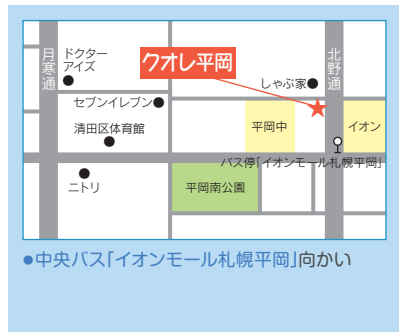 月寒通
ドクター
アイズ
クオレ平岡
北野通
しゃぶ家●
セブンイレブン●
清田区体育館
平岡中
イオン
バス停「イオンモール札幌平岡」
ニトリ
平岡南公園
●中央バス「イオンモール札幌平岡」向かい